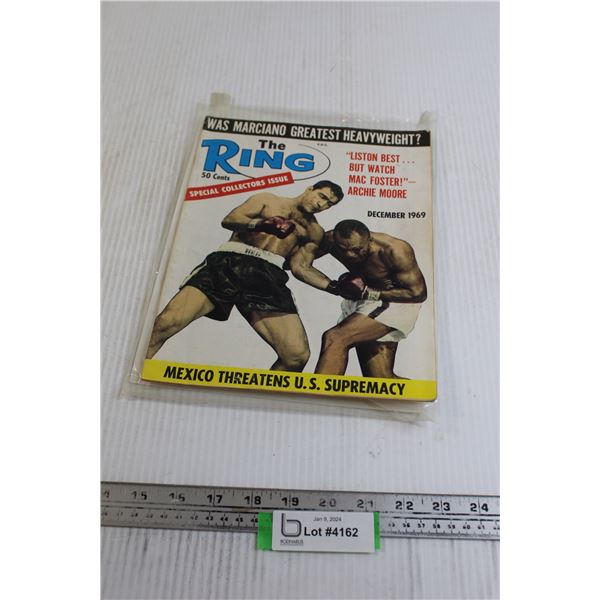 WAS MARCIANO GREATEST HEAVYWEIGHT?
The
RING
50 Cents
SPECIAL COLLECTORS ISSUE
"LISTON BEST . . .
BUT WATCH
MAC FOSTER!"—
ARCHIE MOORE
DECEMBER 1969
MEXICO THREATENS U.S. SUPREMACY
15 16 17 18 19 20 21 22 23 24
Jan 9, 2024
Lot #4162